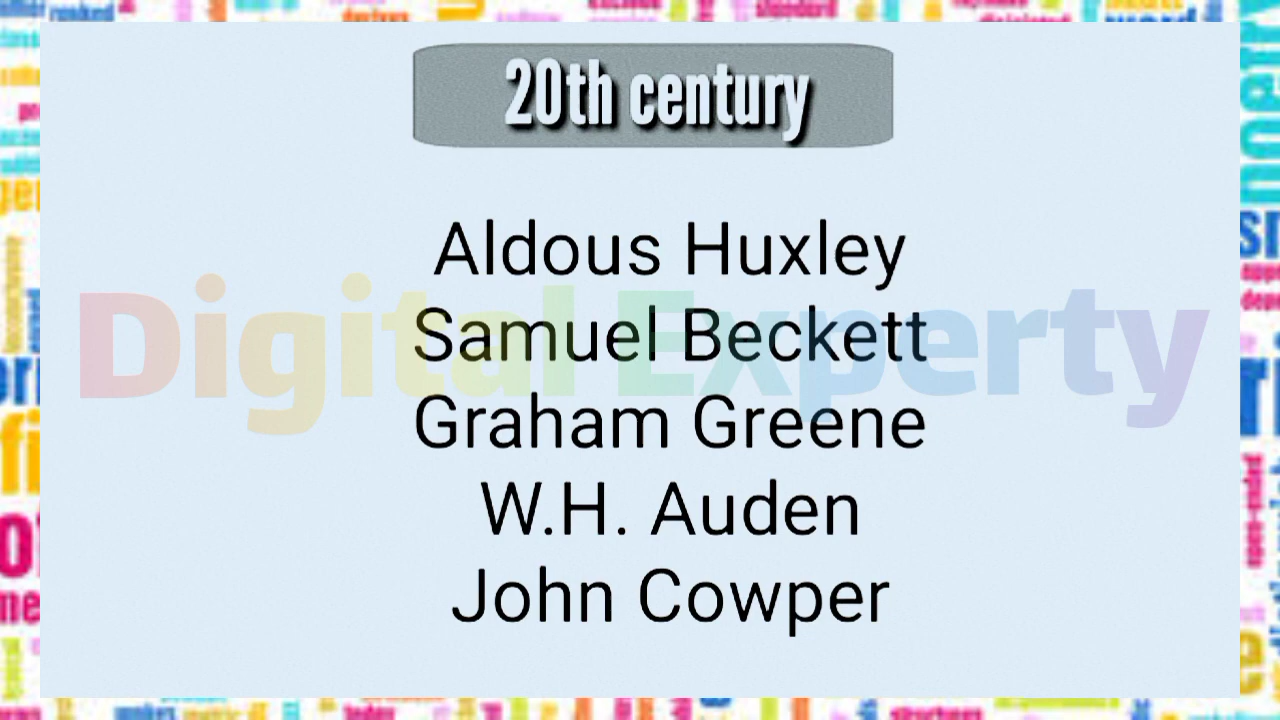 20th century
Aldous Huxley
Samuel Beckett
Digital Experty
Graham Greene
W.H. Auden
John Cowper